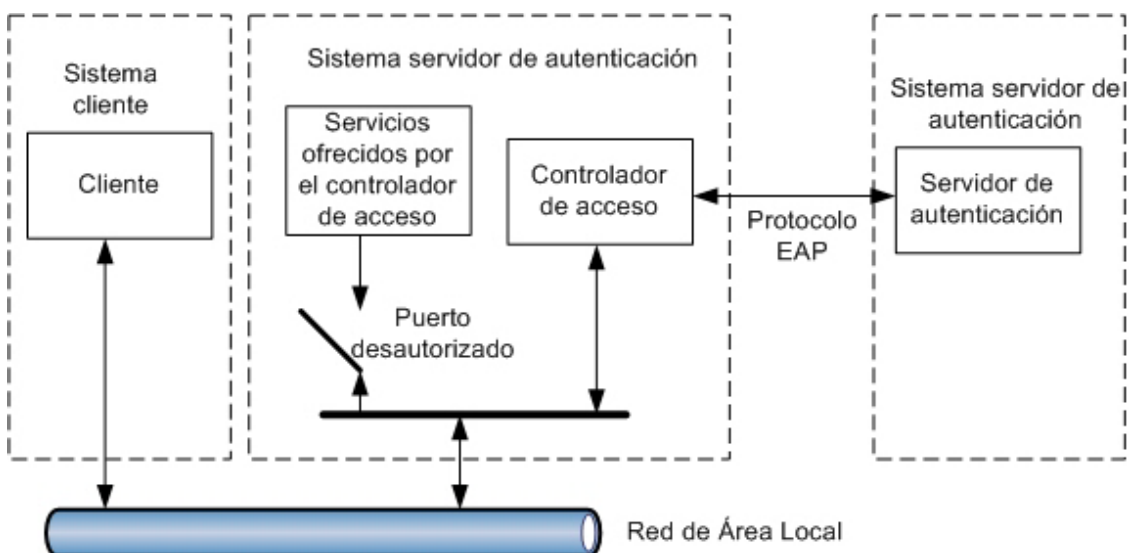 Sistema
cliente
Cliente
Sistema servidor de autenticación
Servicios
ofrecidos por
el controlador
de acceso
Controlador
de acceso
Puerto
desautorizado
Protocolo
EAP
Sistema servidor de
autenticación
Servidor de
autenticación
Red de Área Local